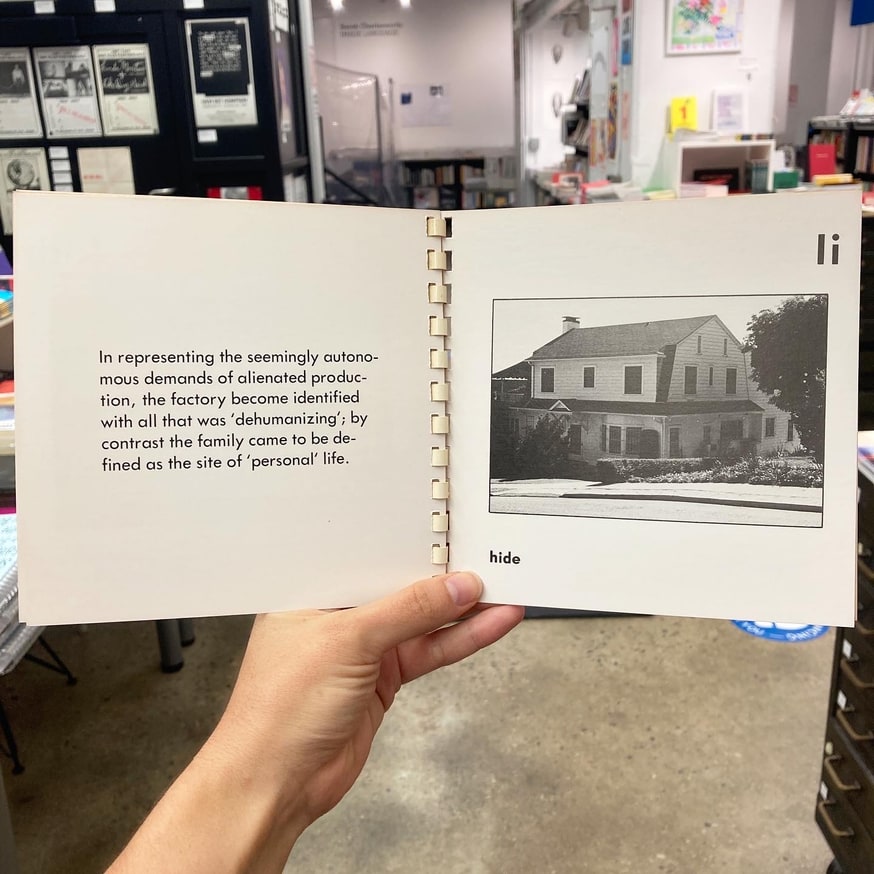 In representing the seemingly autono-
mous demands of alienated produc-
tion, the factory become identified
with all that was ‘dehumanizing’; by
contrast the family came to be de-
fined as the site of ‘personal’ life.
li
hide